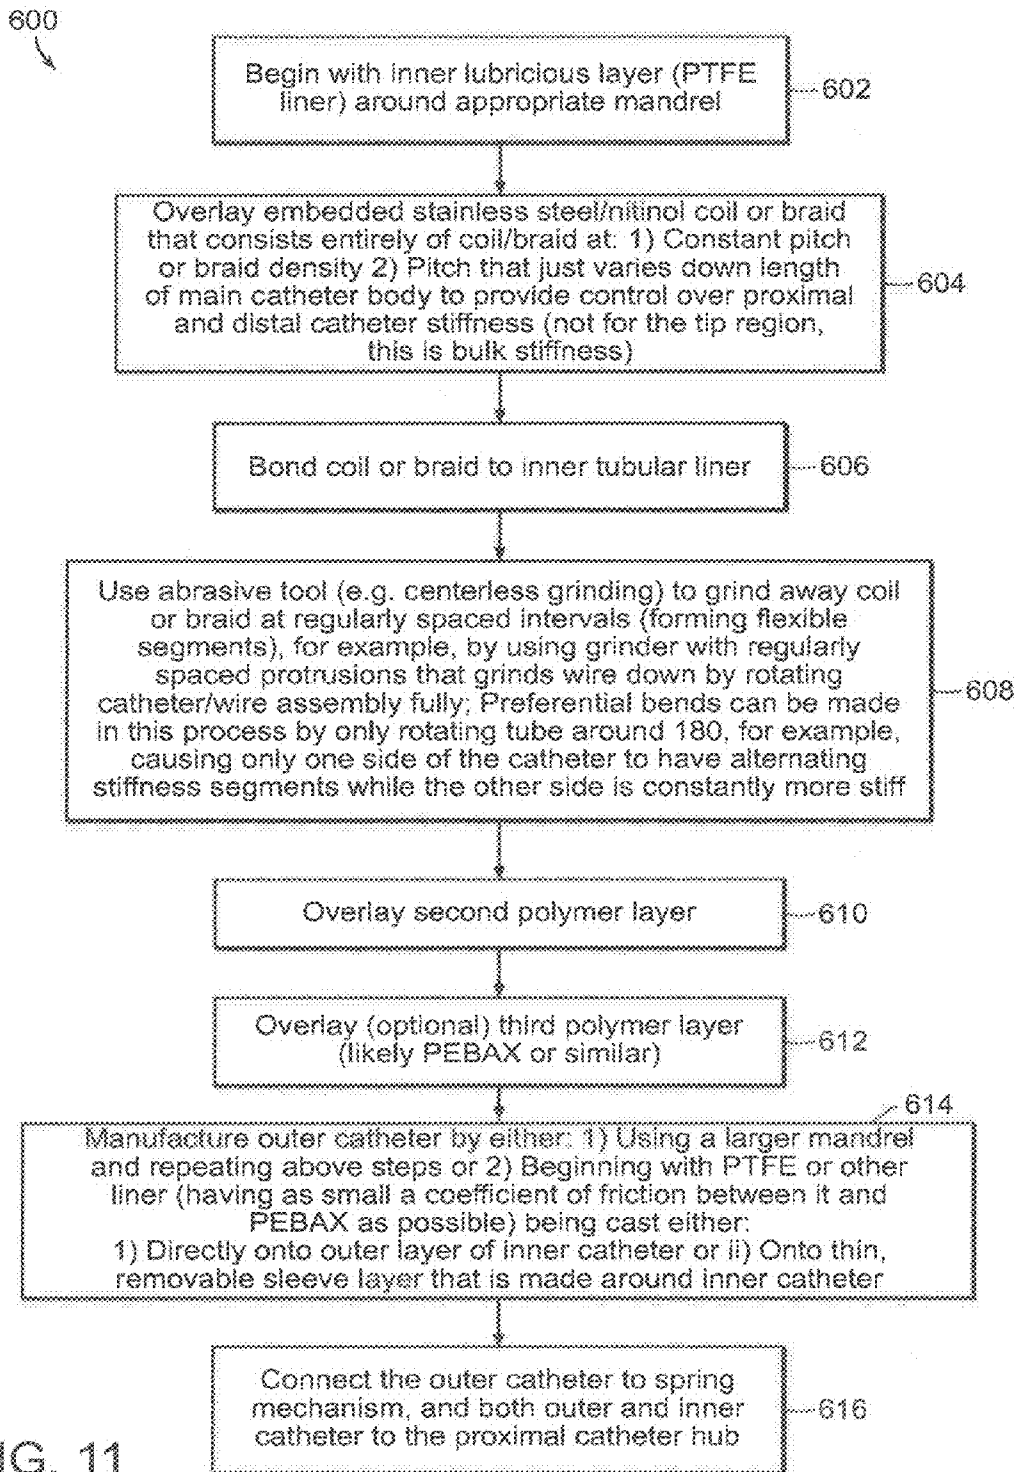 600
Begin with inner lubricious layer (PTFE
liner) around appropriate mandrel
602
Overlay embedded stainless steel/nitinol coil or braid
that consists entirely of coil/braid at: 1) Constant pitch
or braid density 2) Pitch that just varies down length
of main catheter body to provide control over proximal
and distal catheter stiffness (not for the tip region,
this is bulk stiffness)
604
Bond coil or braid to inner tubular liner
606
Use abrasive tool (e.g. centerless grinding) to grind away coil
or braid at regularly spaced intervals (forming flexible
segments), for example, by using grinder with regularly
spaced protrusions that grinds wire down by rotating
catheter/wire assembly fully; Preferential bends can be made
in this process by only rotating tube around 180, for example,
causing only one side of the catheter to have alternating
stiffness segments while the other side is constantly more stiff
608
Overlay second polymer layer
610
Overlay (optional) third polymer layer
(likely PEBAX or similar)
612
614
Manufacture outer catheter by either: 1) Using a larger mandrel
and repeating above steps or 2) Beginning with PTFE or other
liner (having as small a coefficient of friction between it and
PEBAX as possible) being cast either:
1) Directly onto outer layer of inner catheter or ii) Onto thin,
removable sleeve layer that is made around inner catheter
Connect the outer catheter to spring
mechanism, and both outer and inner
catheter to the proximal catheter hub
616
IG. 11